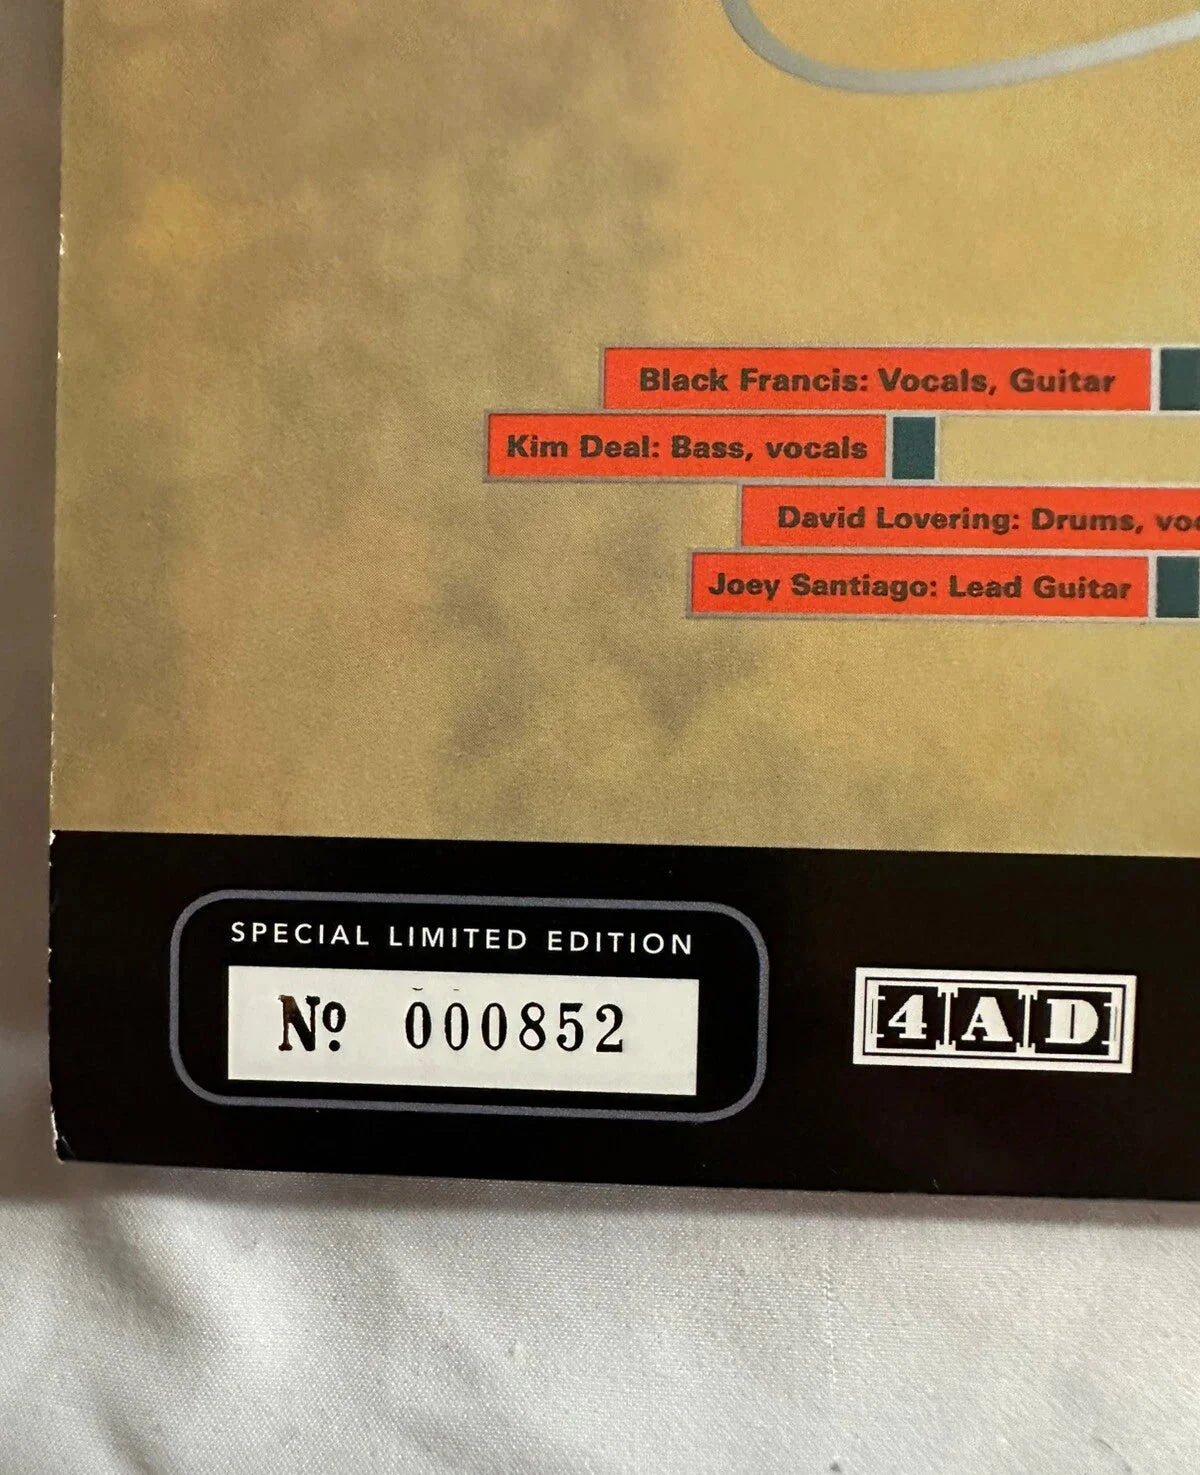 Black Francis: Vocals, Guitar
Kim Deal: Bass, vocals
David Lovering: Drums,
Joey Santiago: Lead Guitar
SPECIAL LIMITED EDITION
Nº 000852
4AD